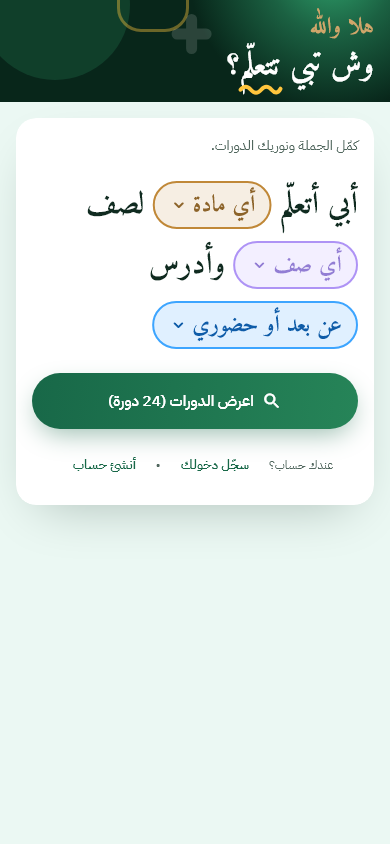 هلا والله
وش تبي تتعلّم؟
كمّل الجملة ونوريك الدورات.
أبي أتعلّم أي مادة لصف
أي صف وأدرس
عن بعد أو حضوري
اعرض الدورات (24 دورة)
عندك حساب؟ سجّل دخولك • أنشئ حساب